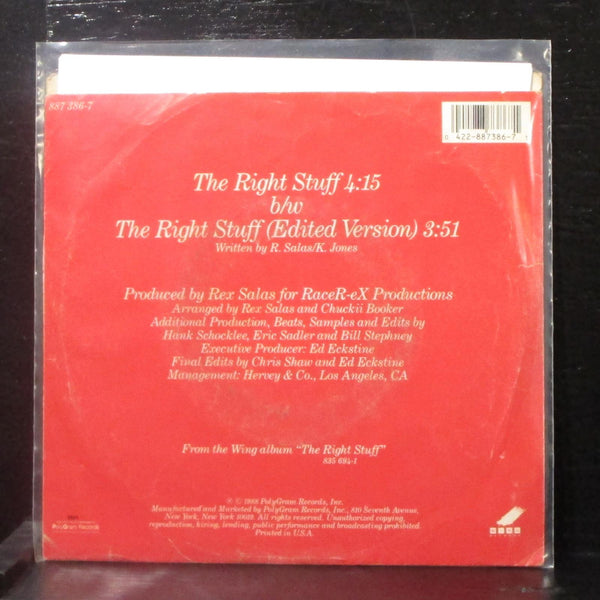 887 386-7
0 422-887386-7 1
The Right Stuff 4:15
b/w
The Right Stuff (Edited Version) 3:51
Written by R. Salas/K. Jones
Produced by Rex Salas for RaceR-eX Productions
Arranged by Rex Salas and Chuckii Booker
Additional Production, Beats, Samples and Edits by
Hank Schocklee, Eric Sadler and Bill Stephney
Executive Producer: Ed Eckstine
Final Edits by Chris Shaw and Ed Eckstine
Management: Hervey & Co., Los Angeles, CA
From the Wing album "The Right Stuff"
835 694-1
℗ © 1988 PolyGram Records, Inc.
Manufactured and Marketed by PolyGram Records, Inc., 810 Seventh Avenue,
New York, New York 10019. All rights reserved. Unauthorized copying,
reproduction, hiring, lending, public performance and broadcasting prohibited.
Printed in U.S.A.
PolyGram Records